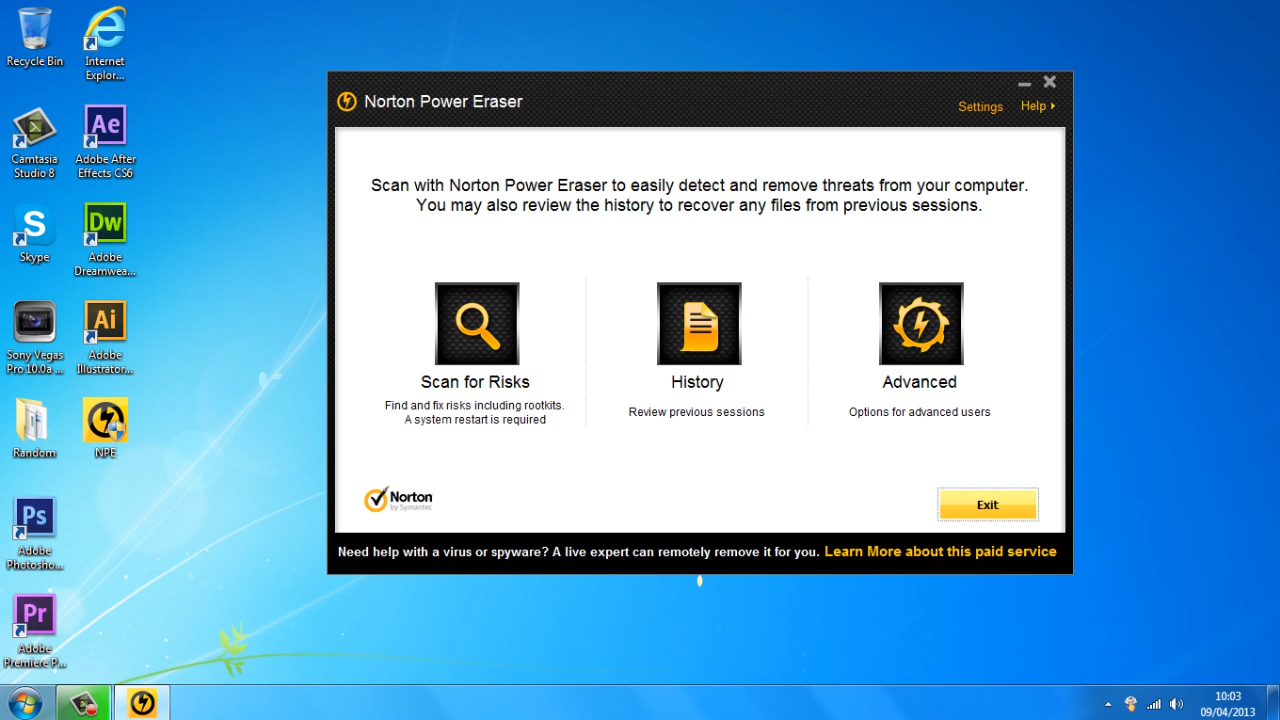 Recycle Bin
Internet
Explor...
Camtasia
Studio 8
Ae
Adobe After
Effects CS6
S
Skype
Dw
Adobe
Dreamwea...
Sony Vegas
Pro 10.0a ...
Ai
Adobe
Illustrator...
Random
NPE
Ps
Adobe
Photosho...
Pr
Adobe
Premiere P...
Norton Power Eraser
Settings
Help
Scan with Norton Power Eraser to easily detect and remove threats from your computer.
You may also review the history to recover any files from previous sessions.
Scan for Risks
Find and fix risks including rootkits.
A system restart is required
History
Review previous sessions
Advanced
Options for advanced users
Norton
by Symantec
Exit
Need help with a virus or spyware? A live expert can remotely remove it for you. Learn More about this paid service
10:03
09/04/2013